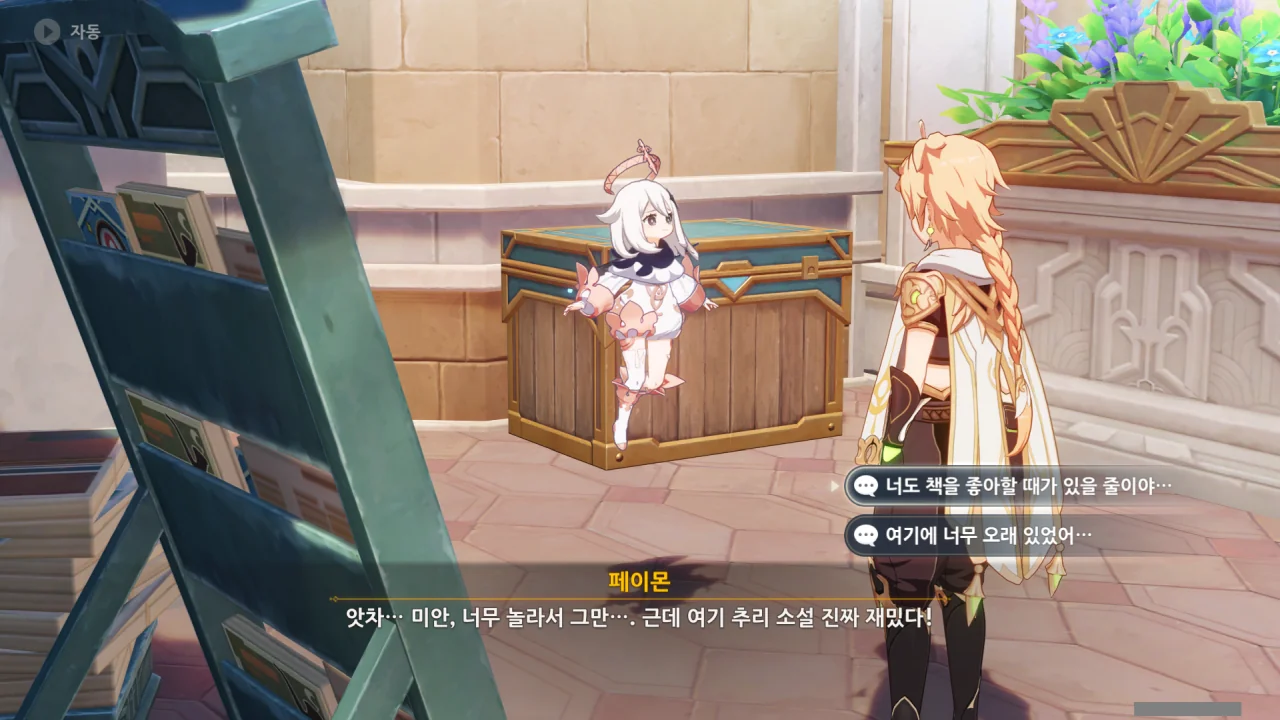 자동
너도 책을 좋아할 때가 있을 줄이야…
여기에 너무 오래 있었어…
페이몬
앗차… 미안, 너무 놀라서 그만…. 근데 여기 추리 소설 진짜 재밌다!